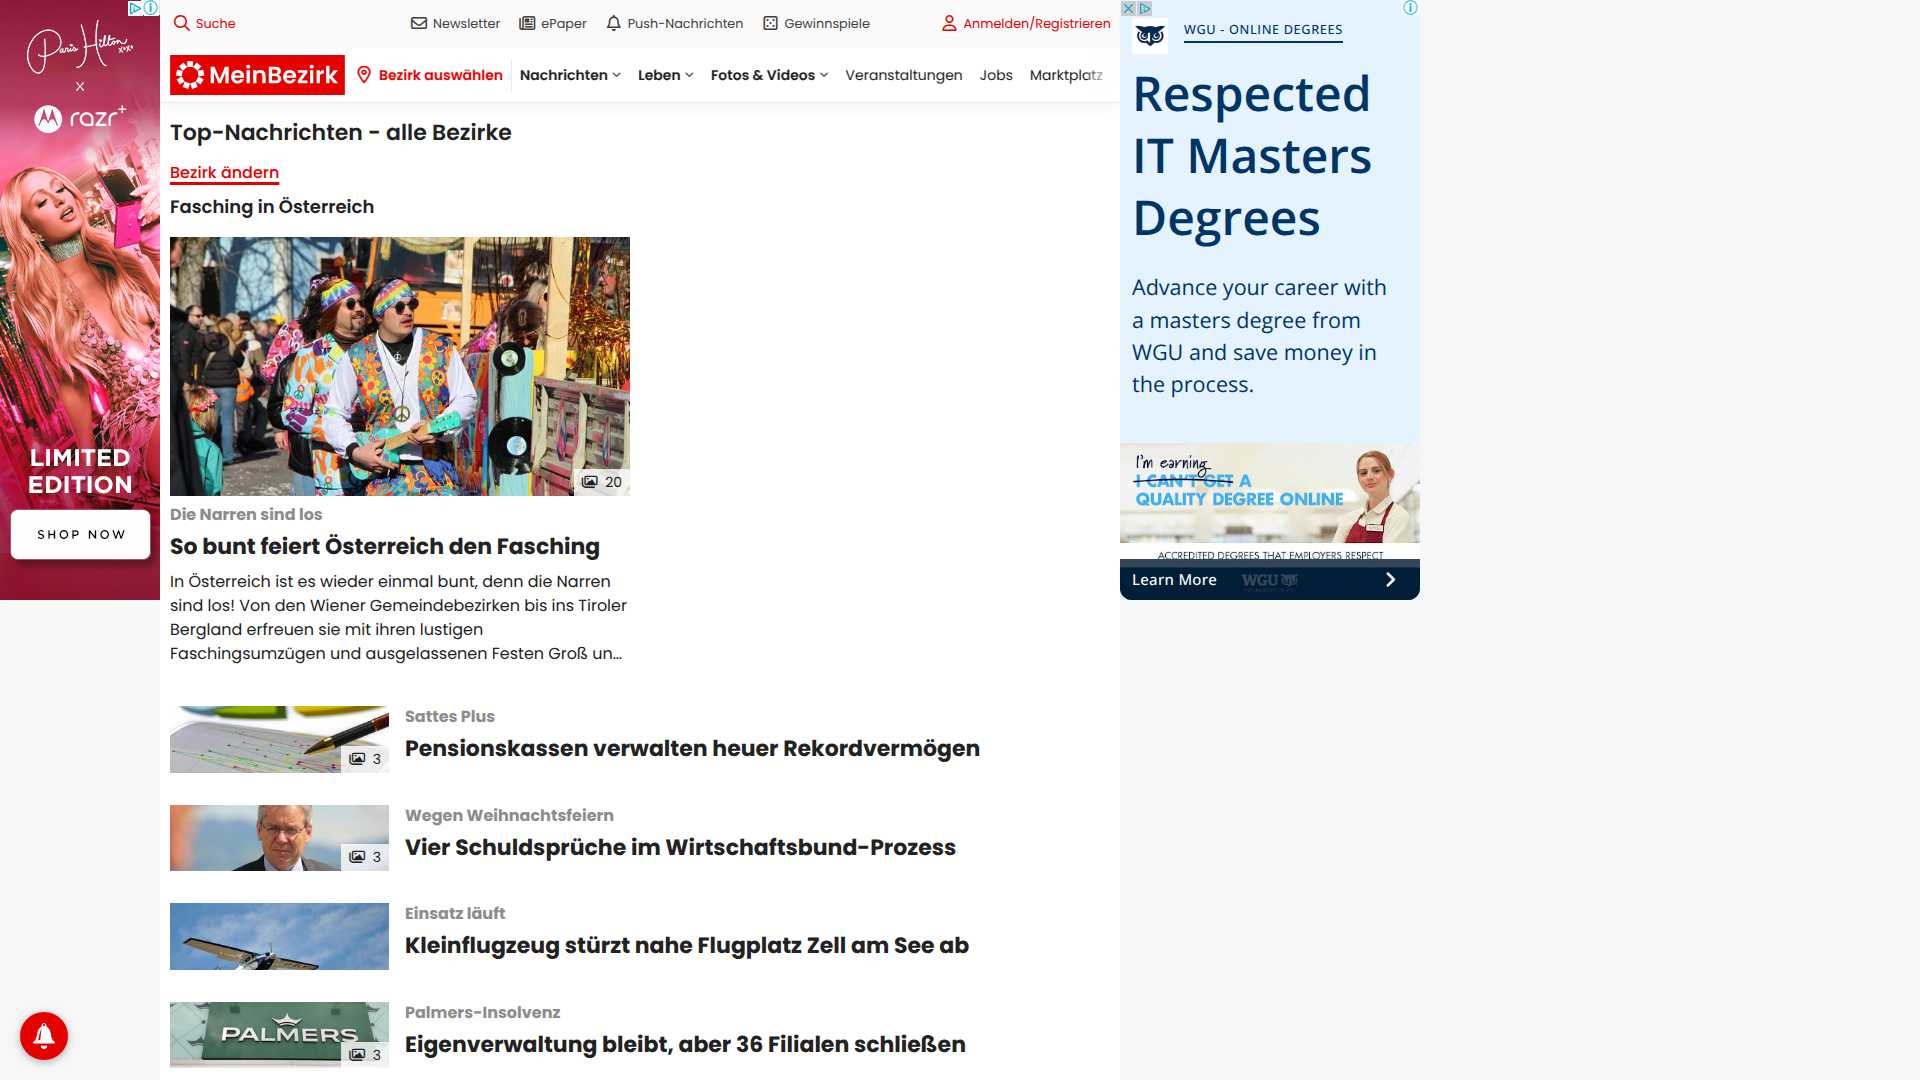 Suche
Newsletter
ePaper
Push-Nachrichten
Gewinnspiele
Anmelden/Registrieren
MeinBezirk
Bezirk auswählen
Nachrichten
Leben
Fotos & Videos
Veranstaltungen
Jobs
Marktplatz
Top-Nachrichten - alle Bezirke
Bezirk ändern
Fasching in Österreich
20
Die Narren sind los
So bunt feiert Österreich den Fasching
In Österreich ist es wieder einmal bunt, denn die Narren
sind los! Von den Wiener Gemeindebezirken bis ins Tiroler
Bergland erfreuen sie mit ihren lustigen
Faschingsumzügen und ausgelassenen Festen Groß un...
3
Sattes Plus
Pensionskassen verwalten heuer Rekordvermögen
3
Wegen Weihnachtsfeiern
Vier Schuldsprüche im Wirtschaftsbund-Prozess
Einsatz läuft
Kleinflugzeug stürzt nahe Flugplatz Zell am See ab
PALMERS
3
Palmers-Insolvenz
Eigenverwaltung bleibt, aber 36 Filialen schließen
Paris Hilton
xoxo
x
razr+
LIMITED
EDITION
SHOP NOW
WGU - ONLINE DEGREES
Respected
IT Masters
Degrees
Advance your career with
a masters degree from
WGU and save money in
the process.
I'm earning
I CAN'T GET A
QUALITY DEGREE ONLINE
ACCREDITED DEGREES THAT EMPLOYERS RESPECT
Learn More
WGU